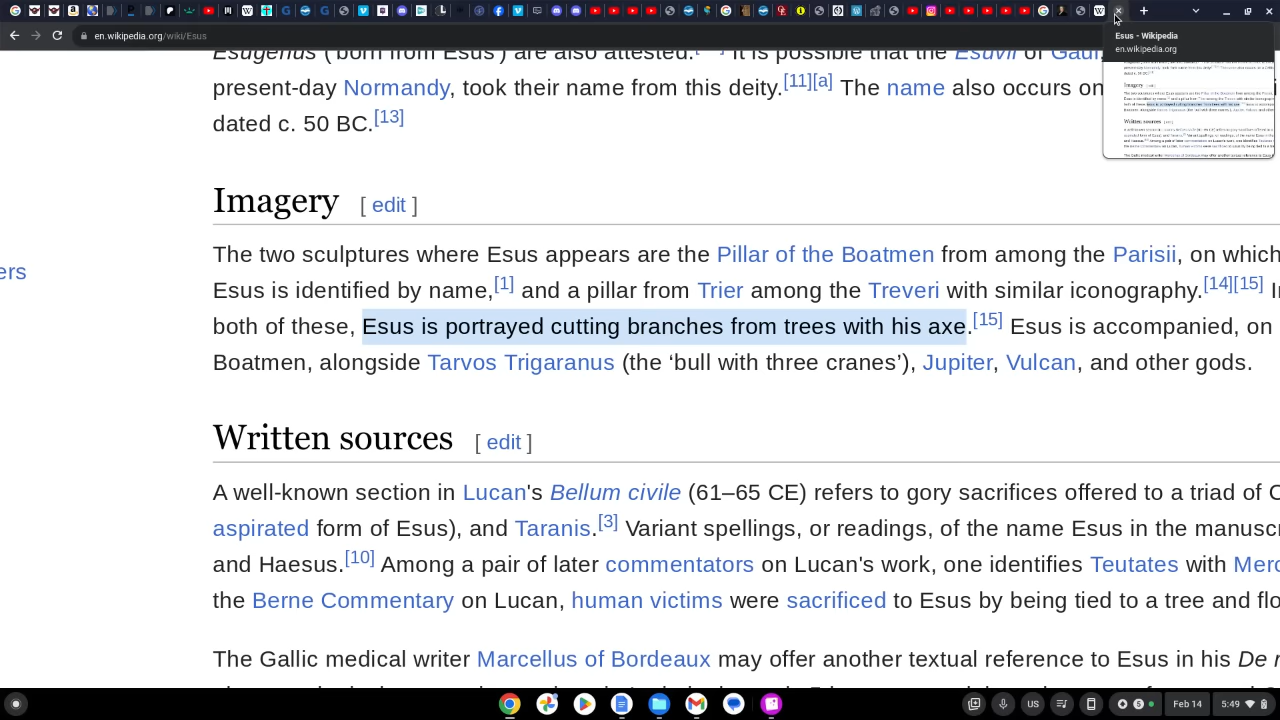 en.wikipedia.org/wiki/Esus
Esus - Wikipedia
en.wikipedia.org
Esugenus ('born from Esus') are also attested. It is possible that the Esuvii of Gaul,
present-day Normandy, took their name from this deity.[11][a] The name also occurs on
dated c. 50 BC.[13]
Imagery [ edit ]
The two sculptures where Esus appears are the Pillar of the Boatmen from among the Parisii, on which
ers
Esus is identified by name,[1] and a pillar from Trier among the Treveri with similar iconography.[14][15] I
both of these, Esus is portrayed cutting branches from trees with his axe.[15] Esus is accompanied, on
Boatmen, alongside Tarvos Trigaranus (the ‘bull with three cranes’), Jupiter, Vulcan, and other gods.
Written sources [ edit ]
A well-known section in Lucan's Bellum civile (61–65 CE) refers to gory sacrifices offered to a triad of C
aspirated form of Esus), and Taranis.[3] Variant spellings, or readings, of the name Esus in the manusc
and Haesus.[10] Among a pair of later commentators on Lucan's work, one identifies Teutates with Merc
the Berne Commentary on Lucan, human victims were sacrificed to Esus by being tied to a tree and flo
The Gallic medical writer Marcellus of Bordeaux may offer another textual reference to Esus in his De
US
5
Feb 14
5:49